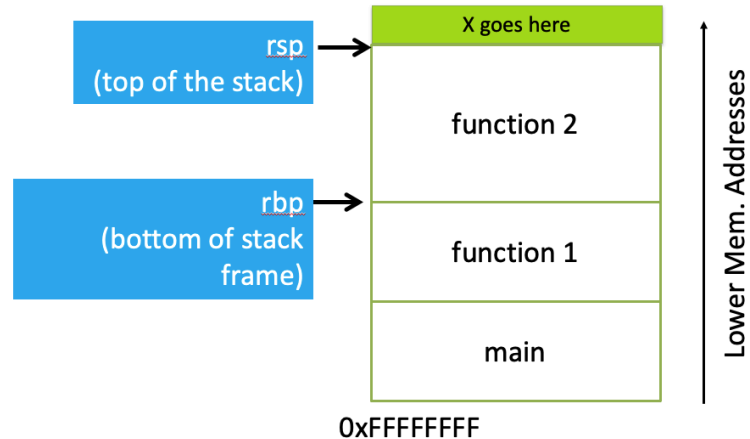 X goes here
rsp
(top of the stack)
function 2
rbp
(bottom of stack
frame)
function 1
main
0xFFFFFFFF
Lower Mem. Addresses